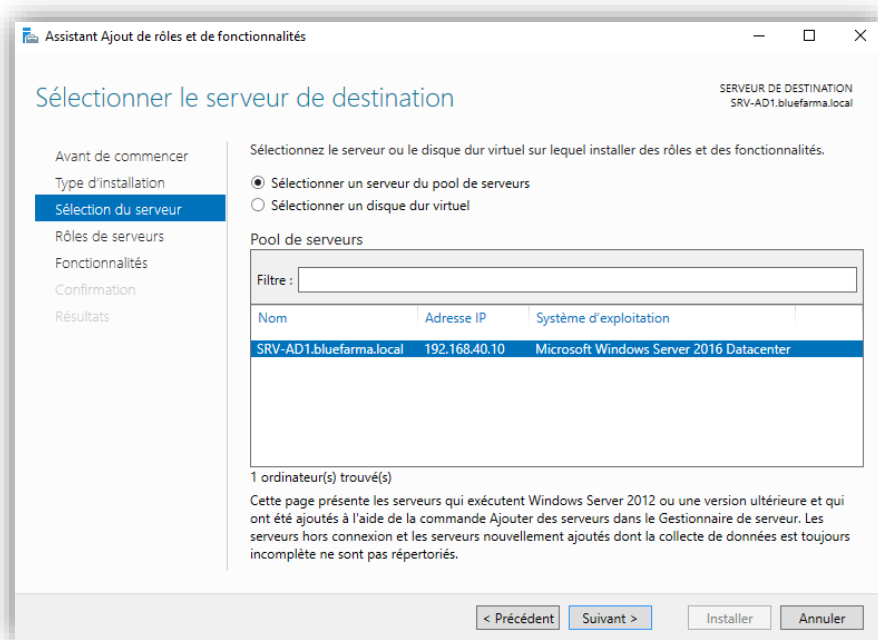 Assistant Ajout de rôles et de fonctionnalités
Sélectionner le serveur de destination
SERVEUR DE DESTINATION
SRV-AD1.bluefarma.local
Avant de commencer
Type d'installation
Sélection du serveur
Rôles de serveurs
Fonctionnalités
Confirmation
Résultats
Sélectionnez le serveur ou le disque dur virtuel sur lequel installer des rôles et des fonctionnalités.
Sélectionner un serveur du pool de serveurs
Sélectionner un disque dur virtuel
Pool de serveurs
Filtre :
Nom Adresse IP Système d'exploitation
SRV-AD1.bluefarma.local 192.168.40.10 Microsoft Windows Server 2016 Datacenter
1 ordinateur(s) trouvé(s)
Cette page présente les serveurs qui exécutent Windows Server 2012 ou une version ultérieure et qui
ont été ajoutés à l'aide de la commande Ajouter des serveurs dans le Gestionnaire de serveur. Les
serveurs hors connexion et les serveurs nouvellement ajoutés dont la collecte de données est toujours
incomplète ne sont pas répertoriés.
< Précédent Suivant > Installer Annuler